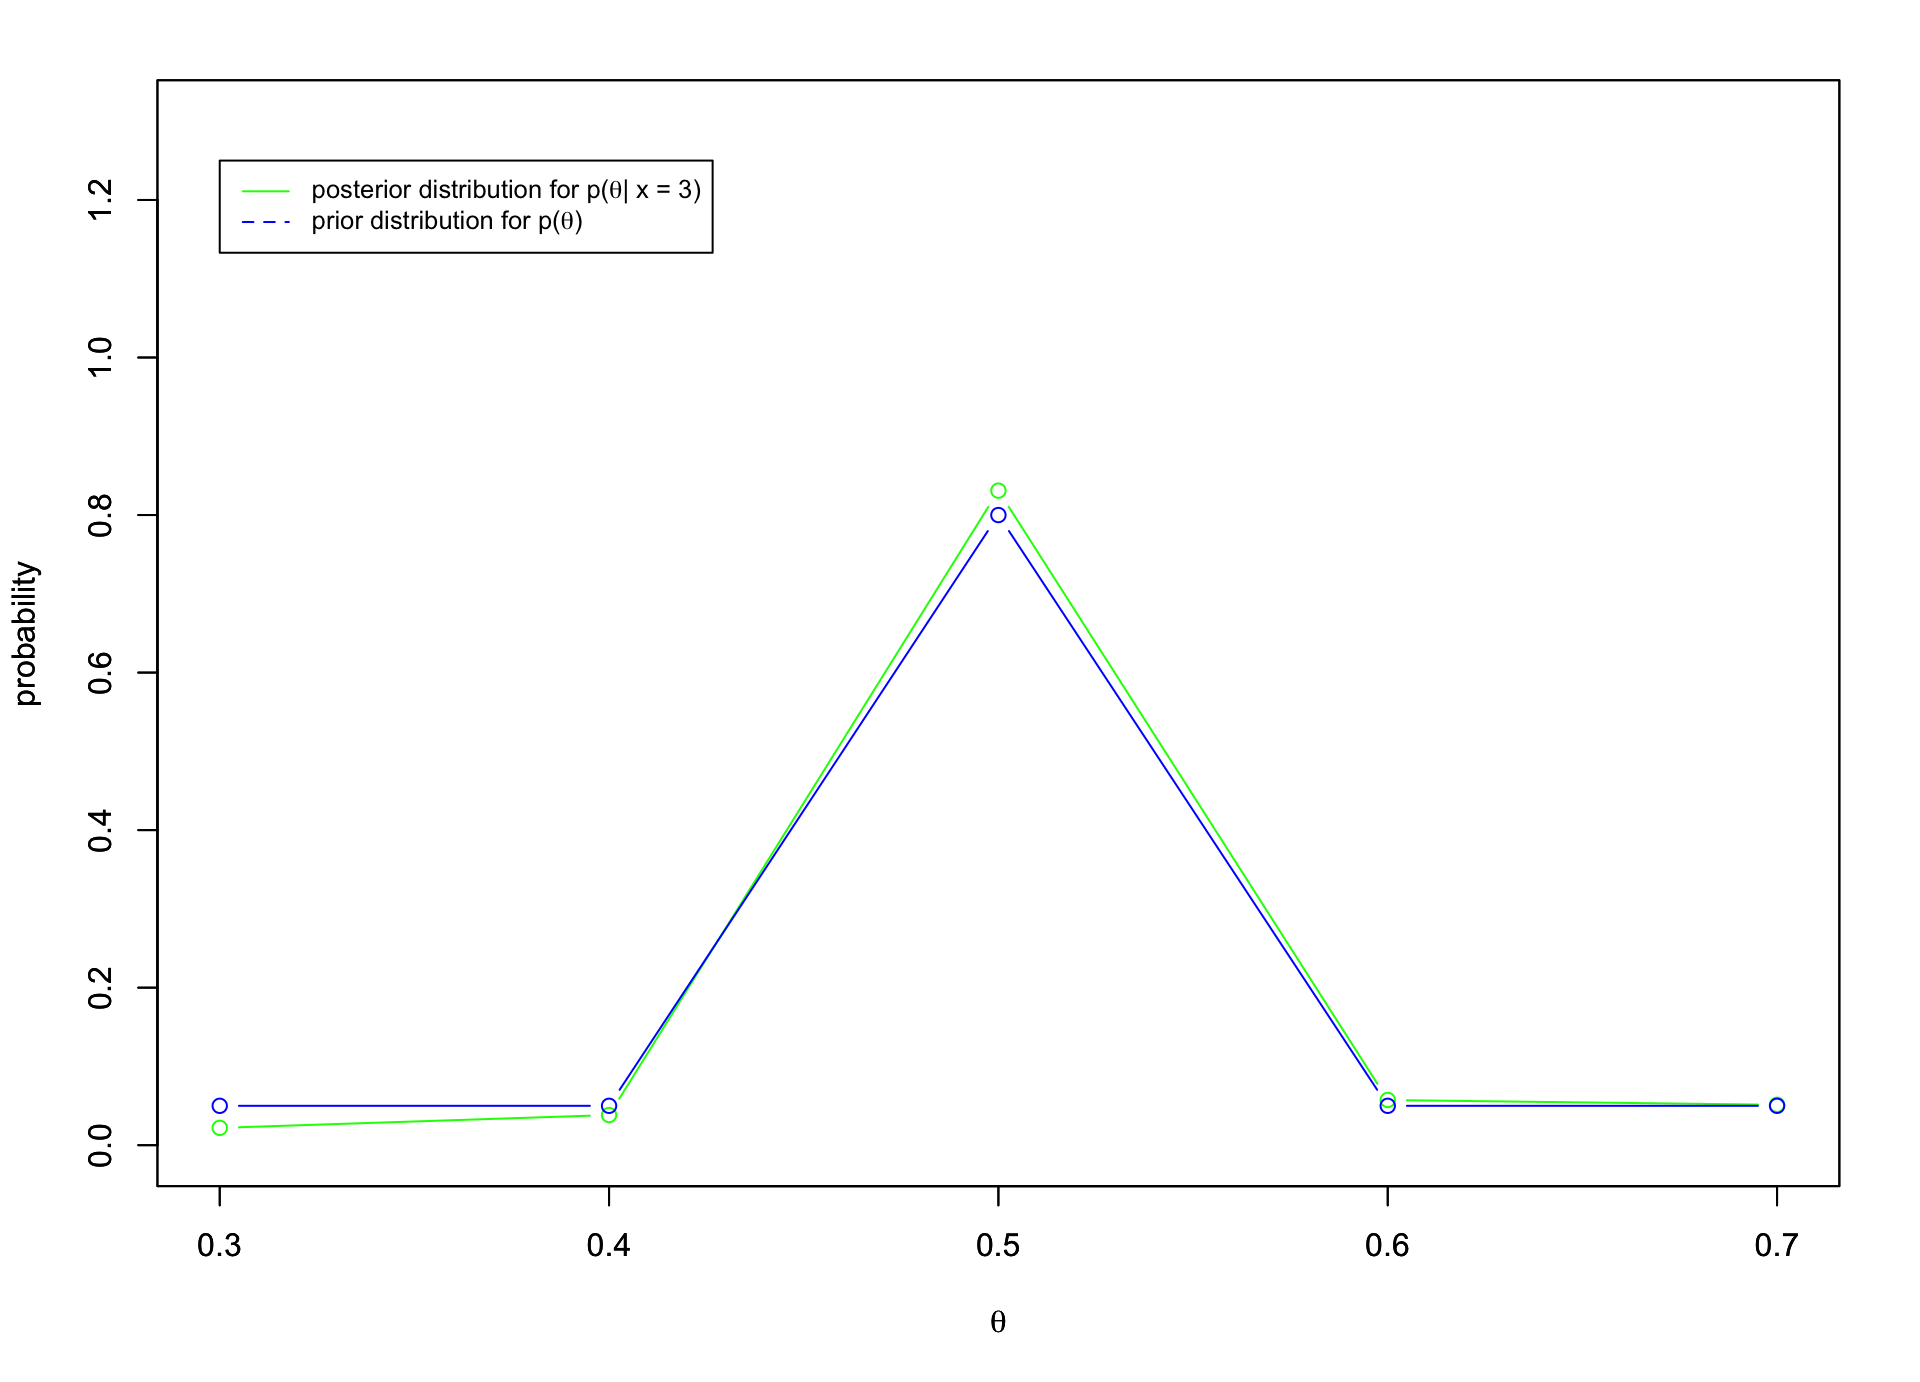 posterior distribution for p(θ| x = 3)
prior distribution for p(θ)
1.2
1.0
0.8
0.6
0.4
0.2
0.0
probability
0.3 0.4 0.5 0.6 0.7
θ